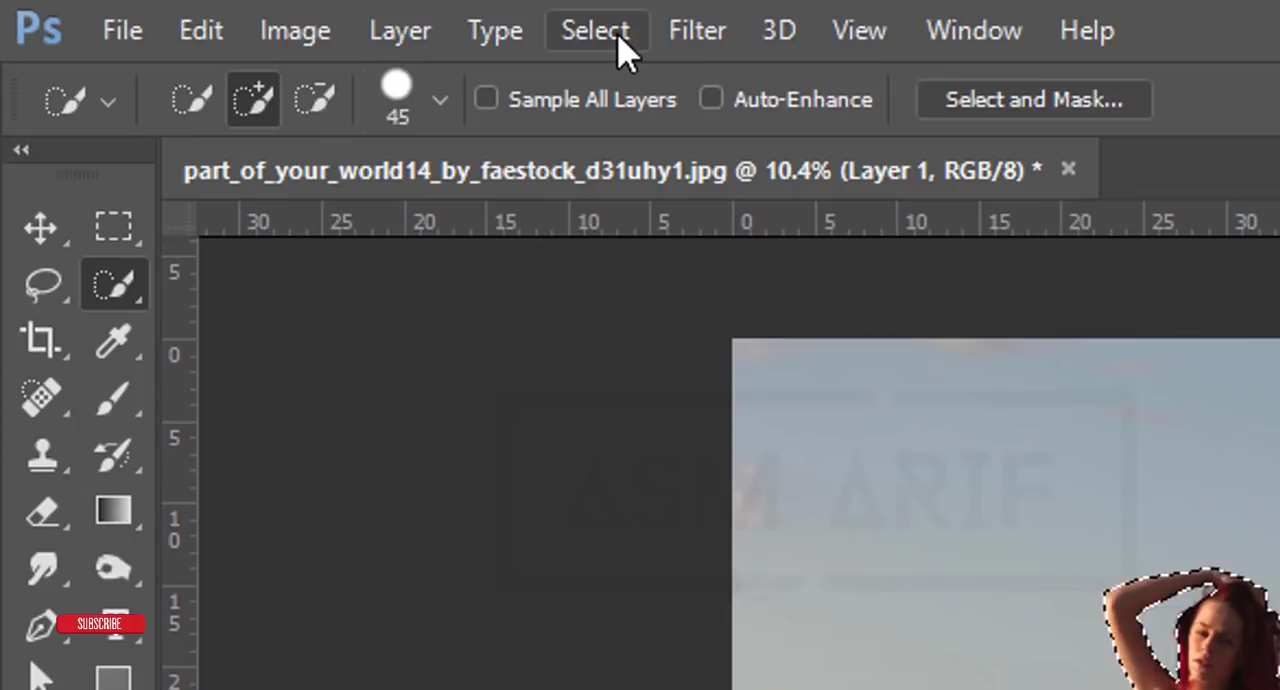 Ps File Edit Image Layer Type Select Filter 3D View Window Help
45 Sample All Layers Auto-Enhance Select and Mask...
part_of_your_world14_by_faestock_d31uhy1.jpg @ 10.4% (Layer 1, RGB/8) * ×
30 25 20 15 10 5 0 5 10 15 20 25 30
5
0
5
ASM ARIF
1
0
1
5
SUBSCRIBE
2